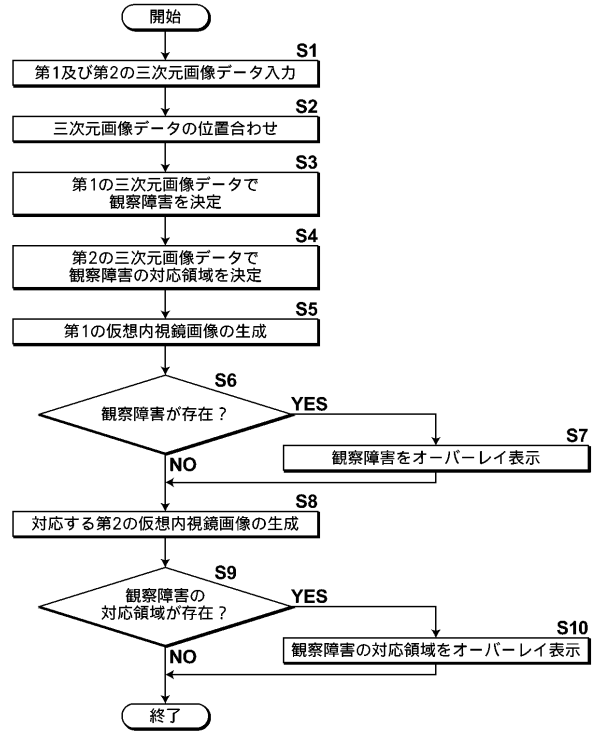 開始
S1
第1及び第2の三次元画像データ入力
S2
三次元画像データの位置合わせ
S3
第1の三次元画像データで
観察障害を決定
S4
第2の三次元画像データで
観察障害の対応領域を決定
S5
第1の仮想内視鏡画像の生成
S6
観察障害が存在?
YES
S7
観察障害をオーバーレイ表示
NO
S8
対応する第2の仮想内視鏡画像の生成
S9
観察障害の
対応領域が存在?
YES
S10
観察障害の対応領域をオーバーレイ表示
NO
終了